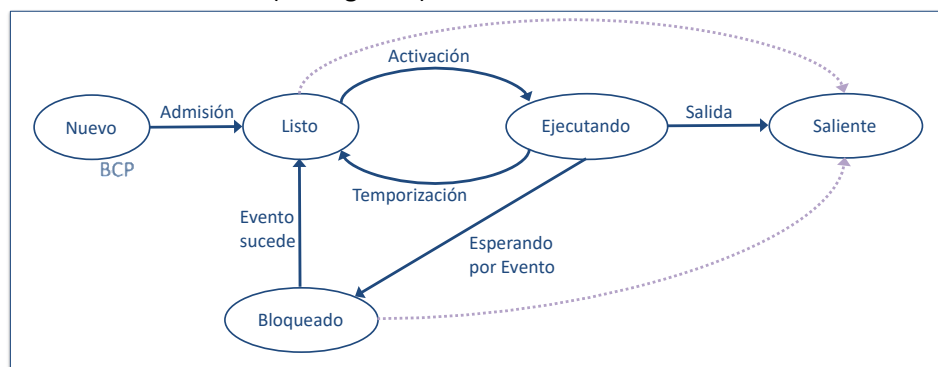 Activación
Nuevo
Admisión
Listo
Ejecutando
Salida
Saliente
BCP
Temporización
Evento
sucede
Esperando
por Evento
Bloqueado